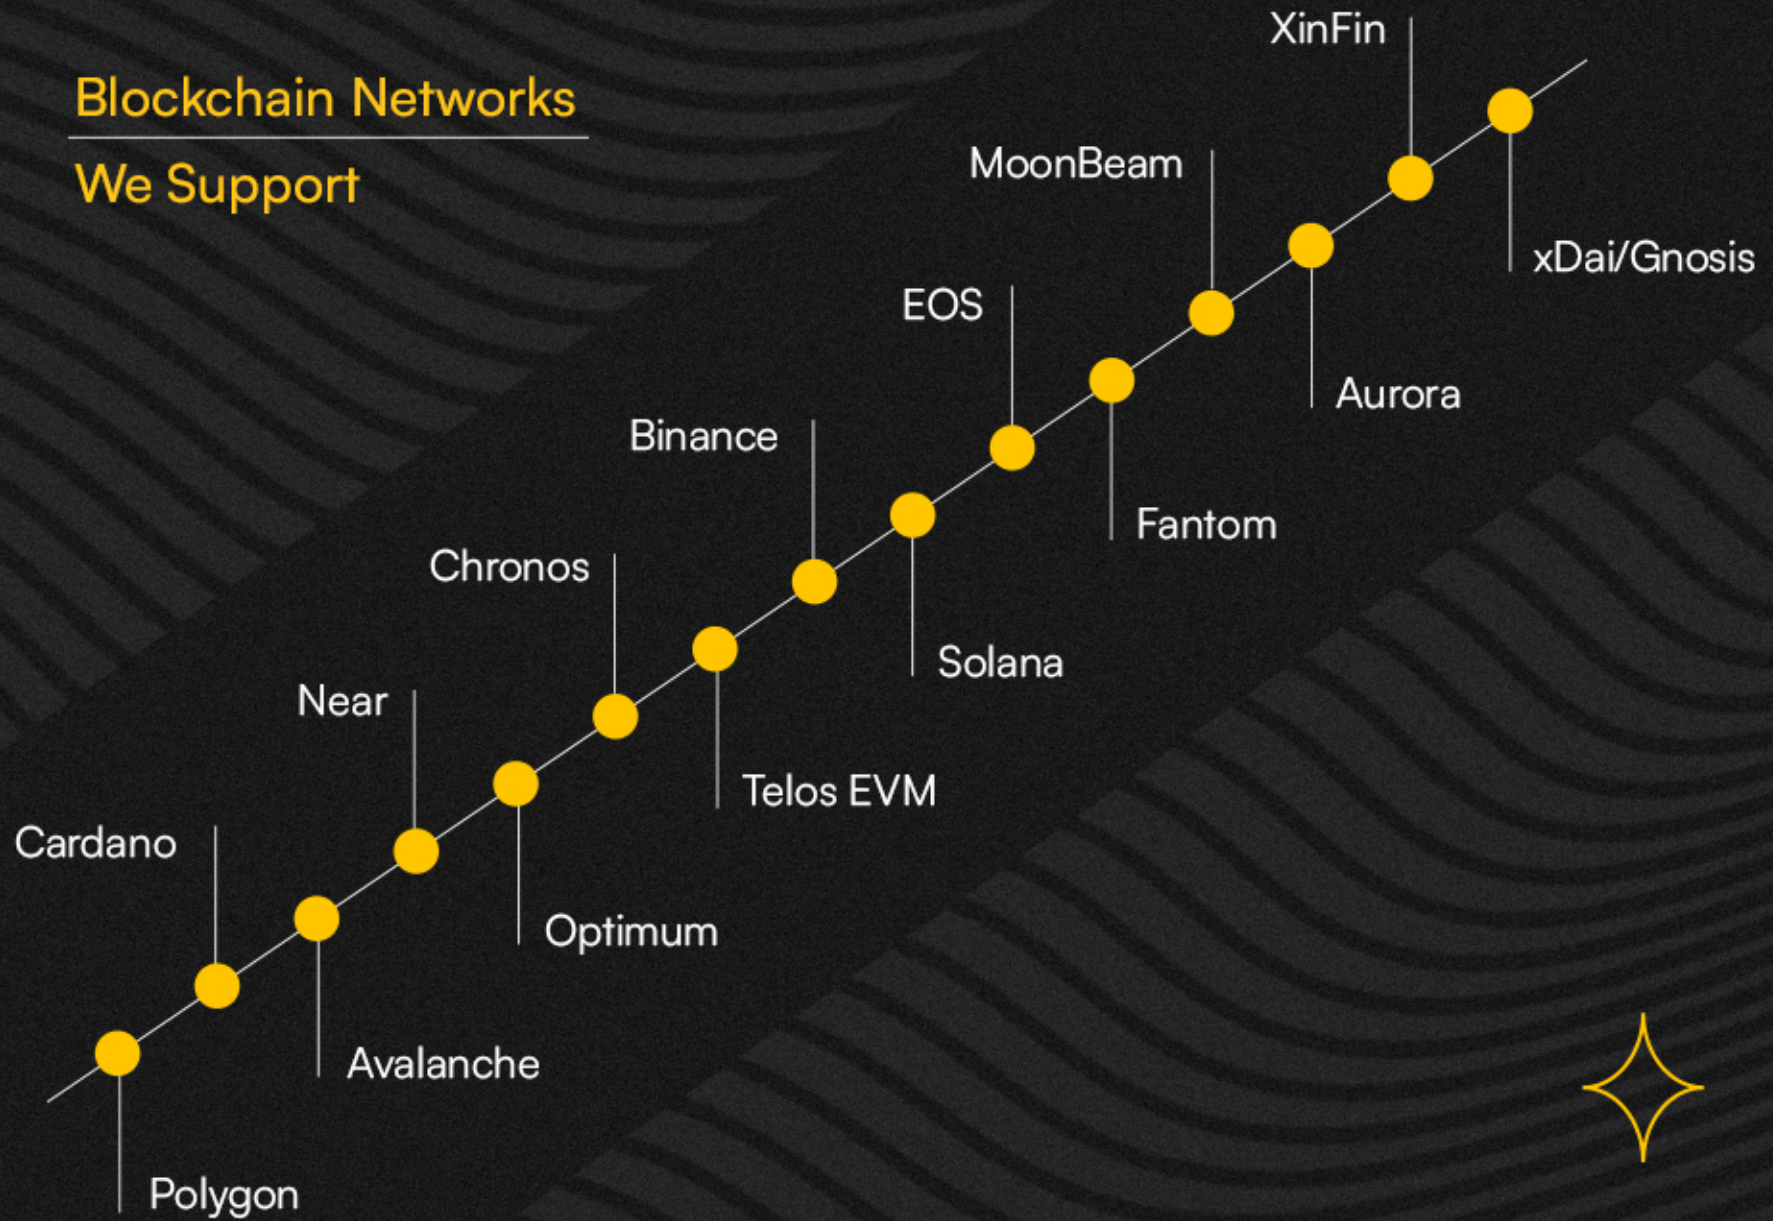 Blockchain Networks
We Support
XinFin
MoonBeam
xDai/Gnosis
EOS
Aurora
Binance
Fantom
Chronos
Solana
Near
Telos EVM
Cardano
Optimum
Avalanche
Polygon